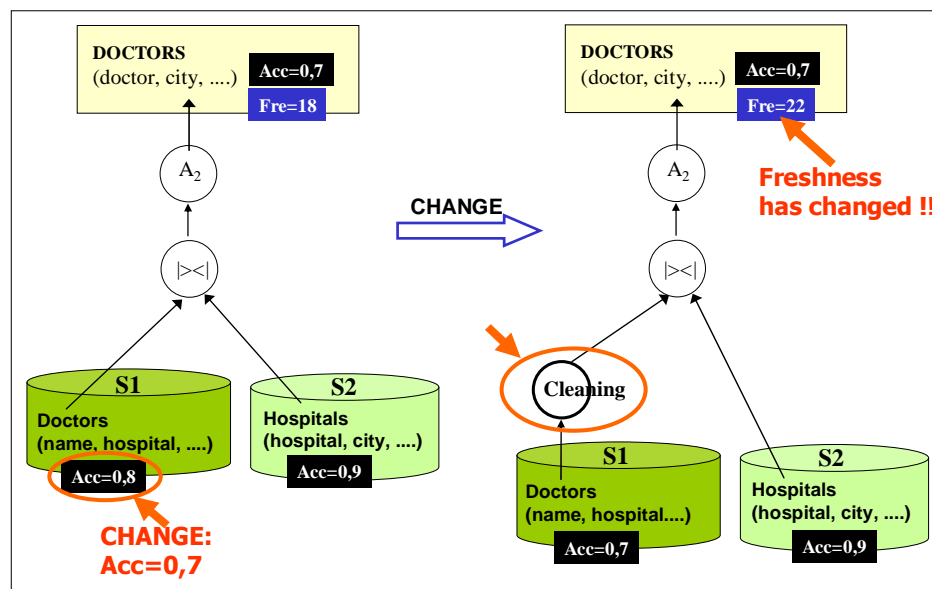 DOCTORS
(doctor, city, ....)
Acc=0,7
Fre=18
A2
|><|
S1
Doctors
(name, hospital, ....)
Acc=0,8
CHANGE:
Acc=0,7
S2
Hospitals
(hospital, city, ....)
Acc=0,9
CHANGE
DOCTORS
(doctor, city, ....)
Acc=0,7
Fre=22
Freshness
has changed !!
A2
|><|
Cleaning
S1
Doctors
(name, hospital....)
Acc=0,7
S2
Hospitals
(hospital, city, ....)
Acc=0,9